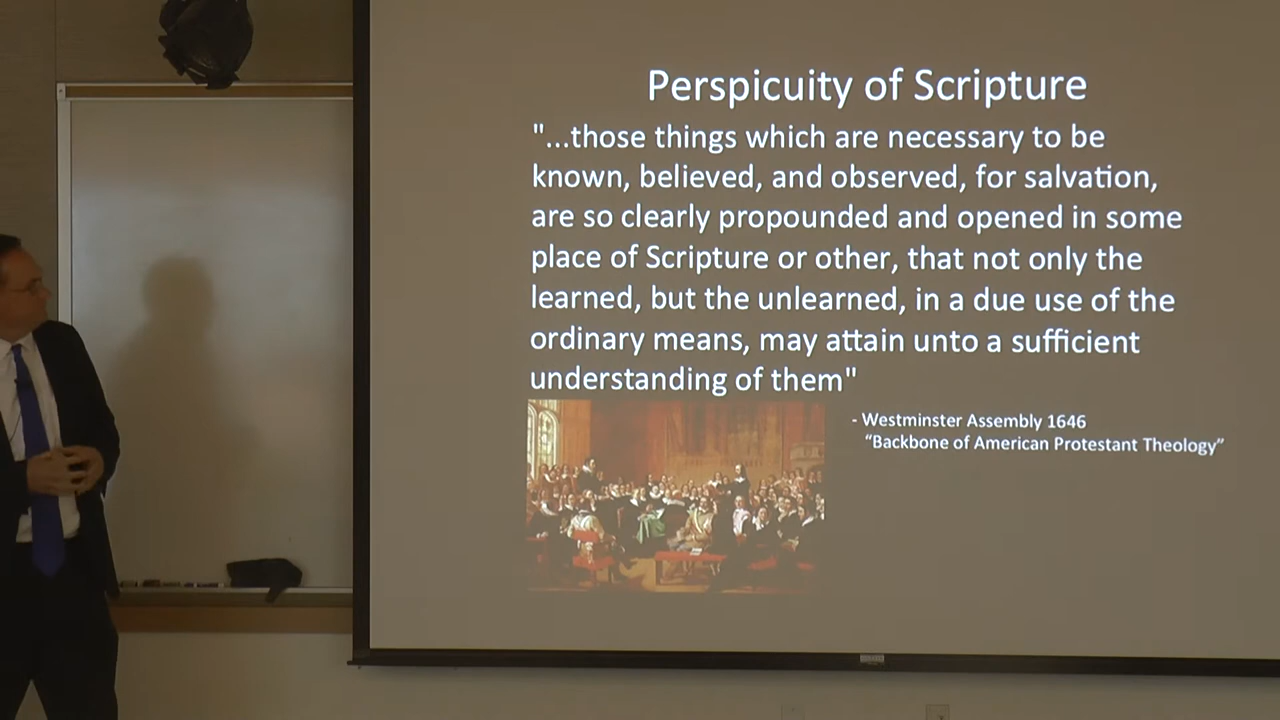 Perspicuity of Scripture
"...those things which are necessary to be
known, believed, and observed, for salvation,
are so clearly propounded and opened in some
place of Scripture or other, that not only the
learned, but the unlearned, in a due use of the
ordinary means, may attain unto a sufficient
understanding of them"
- Westminster Assembly 1646
“Backbone of American Protestant Theology”